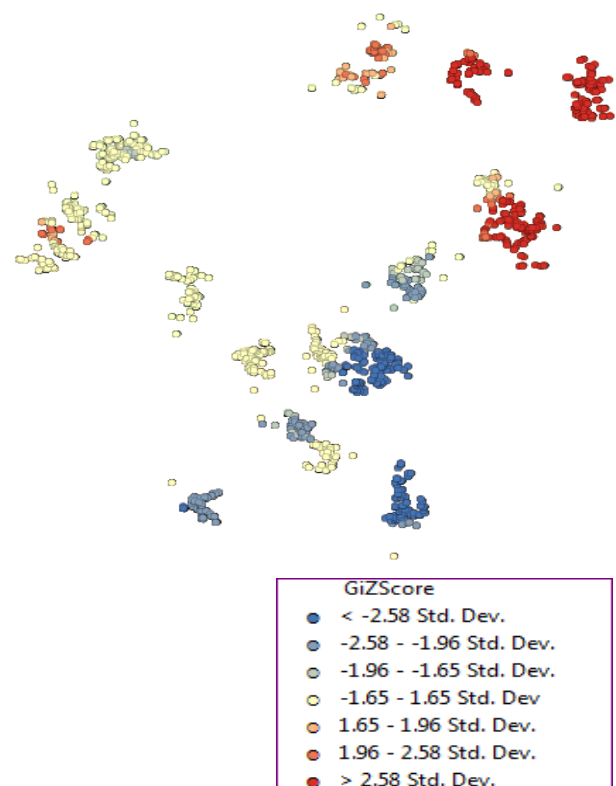 GiZScore
< -2.58 Std. Dev.
-2.58 - -1.96 Std. Dev.
-1.96 - -1.65 Std. Dev.
-1.65 - 1.65 Std. Dev
1.65 - 1.96 Std. Dev.
1.96 - 2.58 Std. Dev.
> 2.58 Std. Dev.